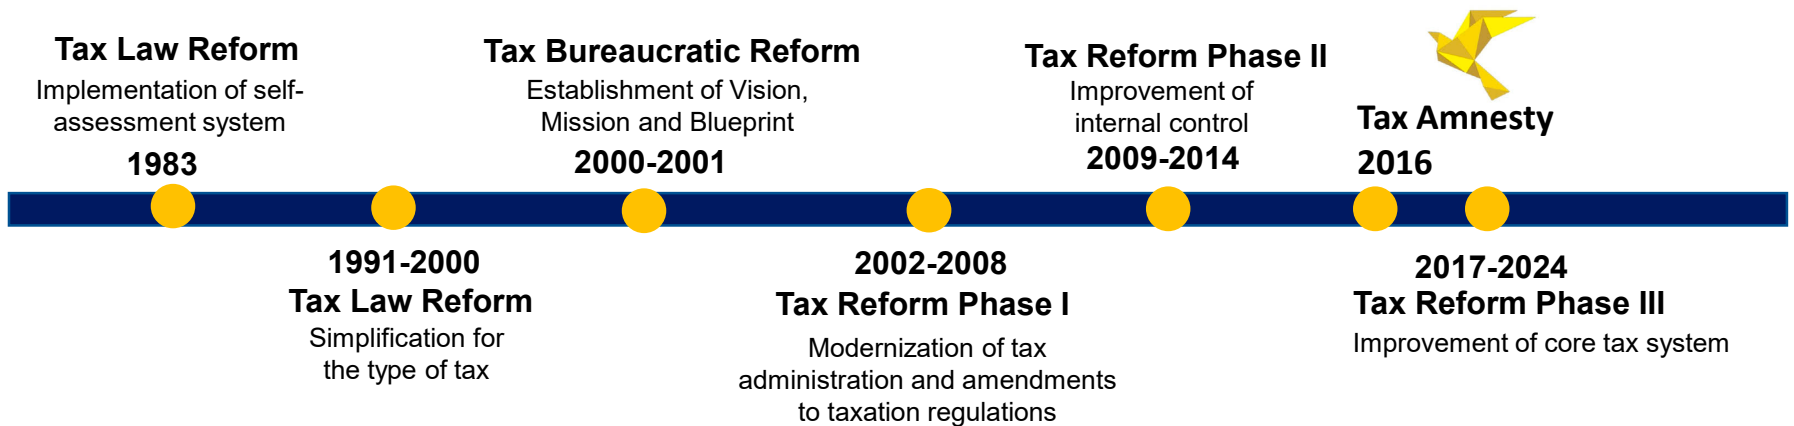 Tax Law Reform
Implementation of self-
assessment system
1983
1991-2000
Tax Law Reform
Simplification for
the type of tax
Tax Bureaucratic Reform
Establishment of Vision,
Mission and Blueprint
2000-2001
2002-2008
Tax Reform Phase I
Modernization of tax
administration and amendments
to taxation regulations
Tax Reform Phase II
Improvement of
internal control
2009-2014
Tax Amnesty
2016
2017-2024
Tax Reform Phase III
Improvement of core tax system